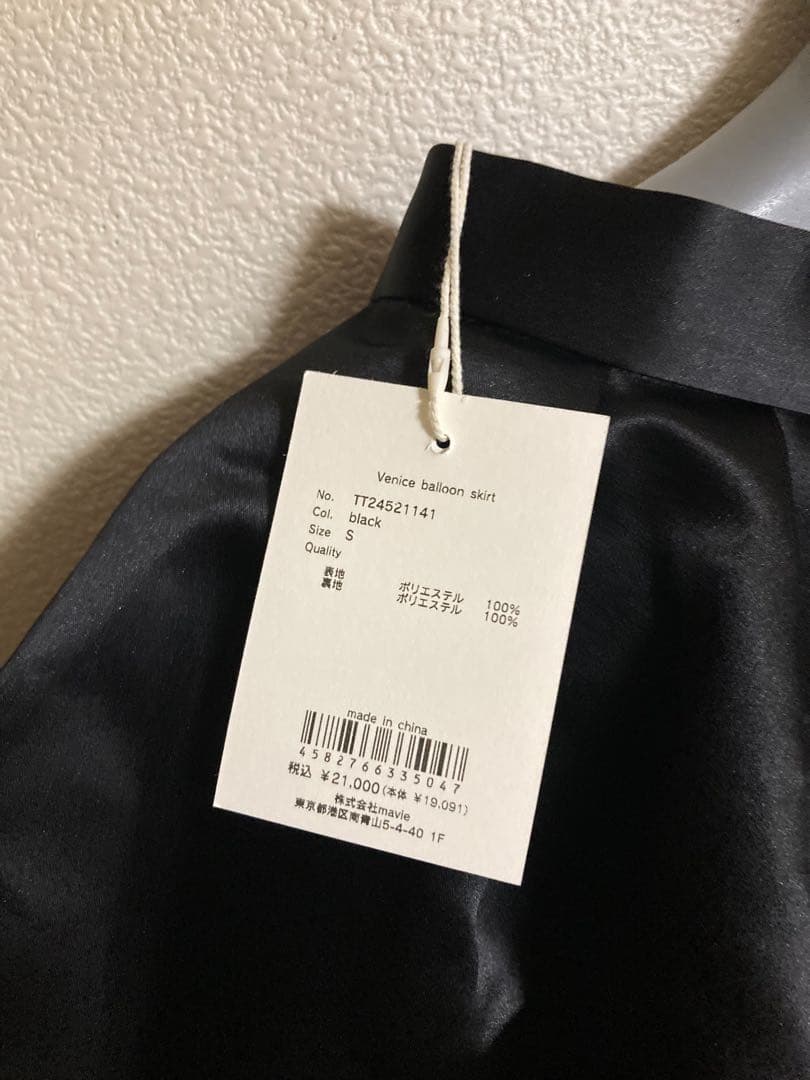 Venice balloon skirt
No. TT24521141
Col. black
Size S
Quality
表地 ポリエステル 100%
裏地 ポリエステル 100%
made in china
4582766335047
税込 ¥21,000(本体 ¥19,091)
株式会社mavie
東京都港区南青山5-4-40 1F